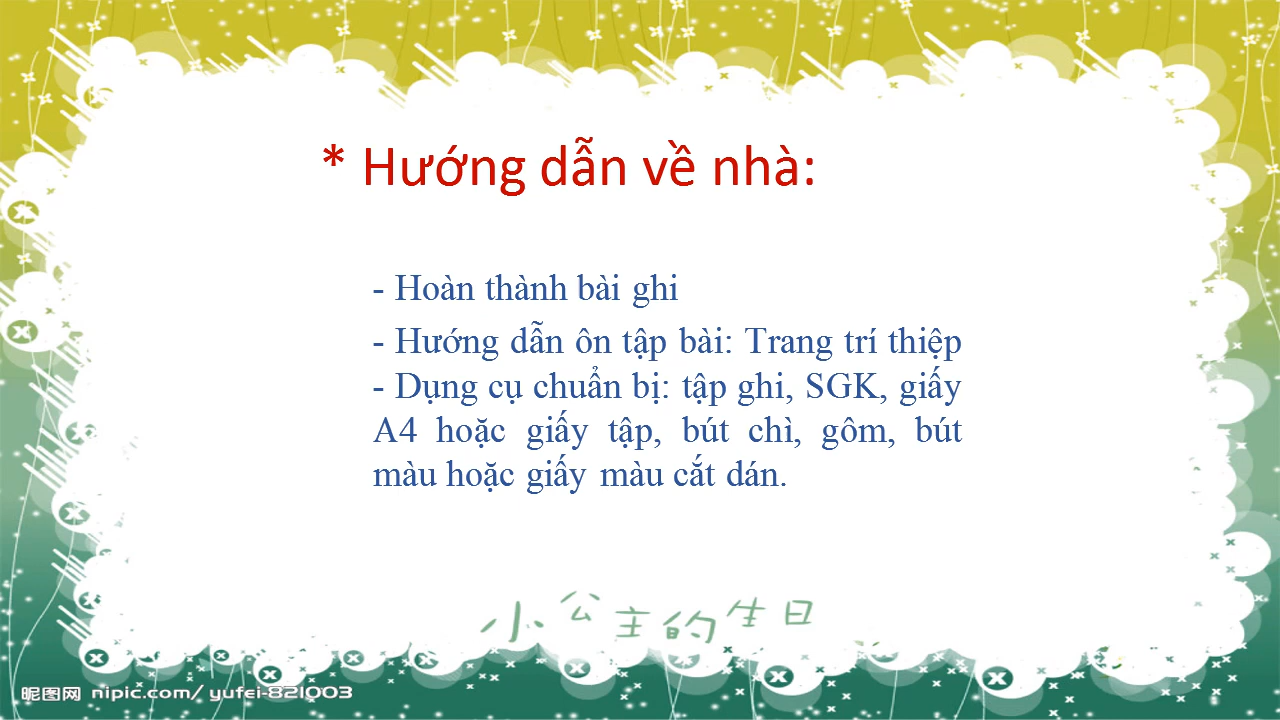 * Hướng dẫn về nhà:
- Hoàn thành bài ghi
- Hướng dẫn ôn tập bài: Trang trí thiệp
- Dụng cụ chuẩn bị: tập ghi, SGK, giấy
A4 hoặc giấy tập, bút chì, gôm, bút
màu hoặc giấy màu cắt dán.
小公主的生日
昵图网 nipic.com/yufei-821003